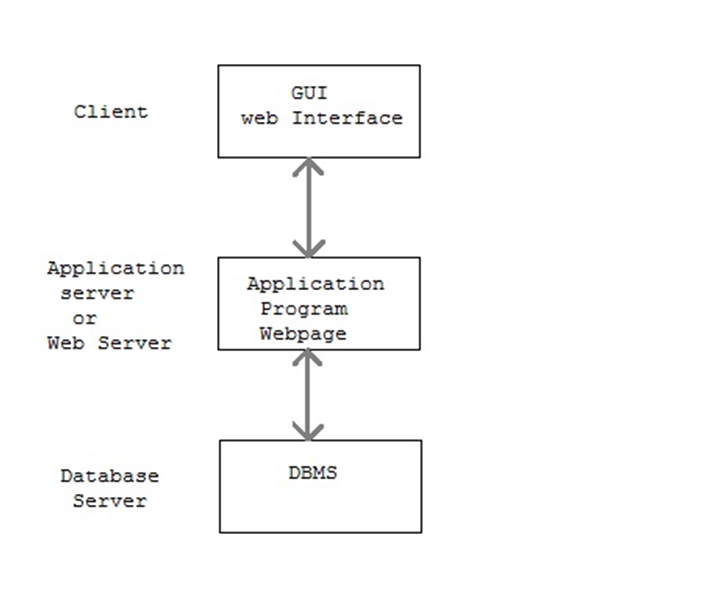 Client
GUI
web Interface
Application
server
or
Web Server
Application
Program
Webpage
Database
Server
DBMS